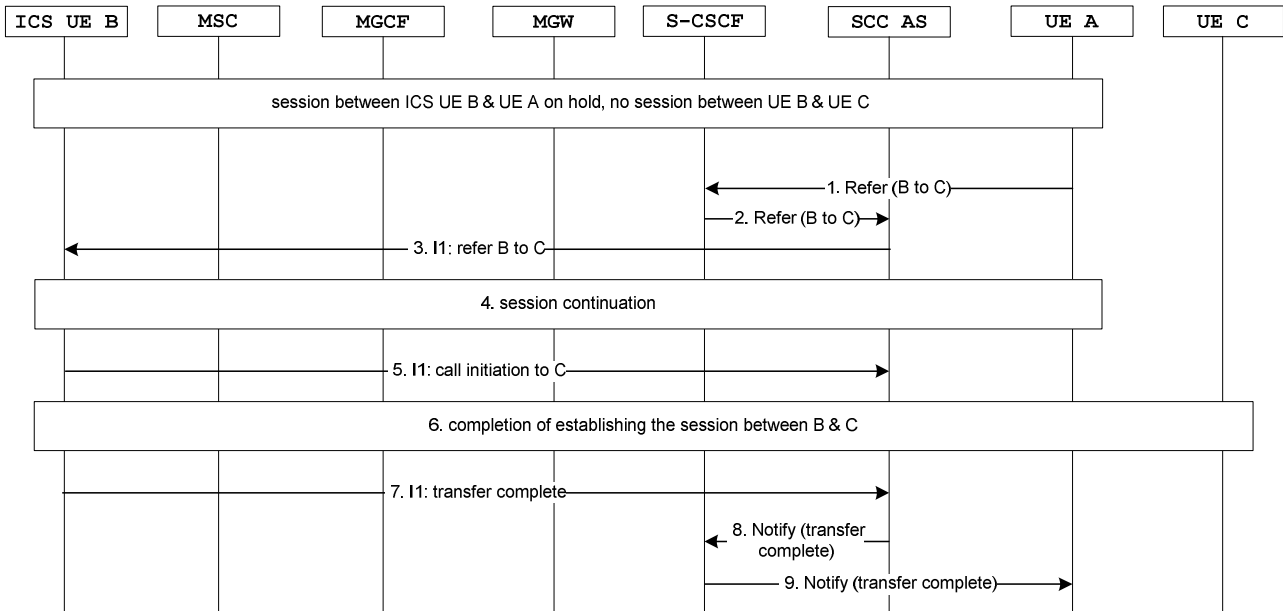 ICS UE B
MSC
MGCF
MGW
S-CSCF
SCC AS
UE A
UE C
session between ICS UE B & UE A on hold, no session between UE B & UE C
1. Refer (B to C)
2. Refer (B to C)
3. I1: refer B to C
4. session continuation
5. I1: call initiation to C
6. completion of establishing the session between B & C
7. I1: transfer complete
8. Notify (transfer
complete)
9. Notify (transfer complete)